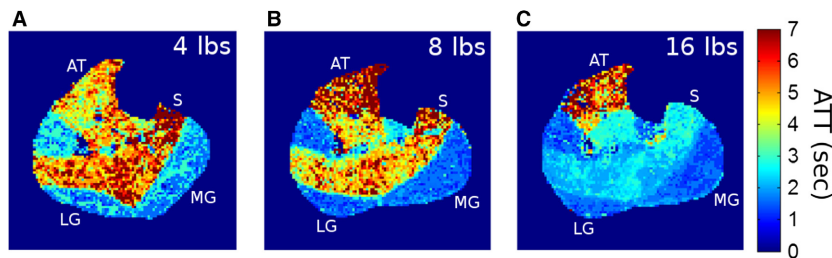 A
4 lbs
AT
S
LG
MG
B
8 lbs
AT
S
LG
MG
C
16 lbs
AT
S
LG
MG
7
6
5
4
3
2
1
0
ATT (sec)